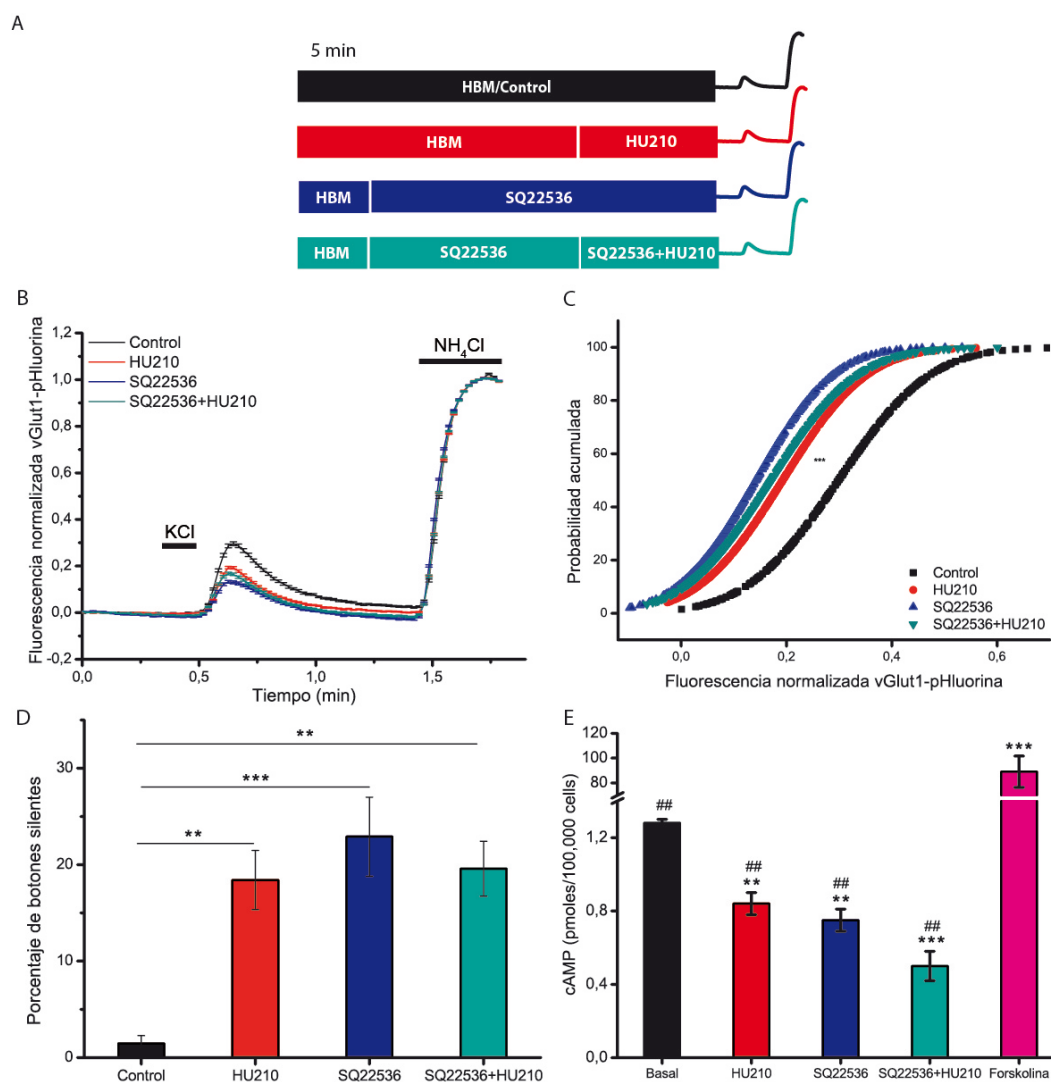 A
5 min
HBM/Control
HBM HU210
HBM SQ22536
HBM SQ22536 SQ22536+HU210
B
Fluorescencia normalizada vGlut1-pHluorina
1,2
1,0
0,8
0,6
0,4
0,2
0,0
-0,2
Control
HU210
SQ22536
SQ22536+HU210
KCl
NH4Cl
0,0 0,5 1,0 1,5
Tiempo (min)
C
Probabilidad acumulada
100
80
60
40
20
0
***
Control
HU210
SQ22536
SQ22536+HU210
0,0 0,2 0,4 0,6
Fluorescencia normalizada vGlut1-pHluorina
D
Porcentaje de botones silentes
30
20
10
0
**
***
**
Control HU210 SQ22536 SQ22536+HU210
E
cAMP (pmoles/100,000 cells)
120
100
80
1,2
0,8
0,4
0,0
##
##
**
##
**
##
***
***
Basal HU210 SQ22536 SQ22536+HU210 Forskolina